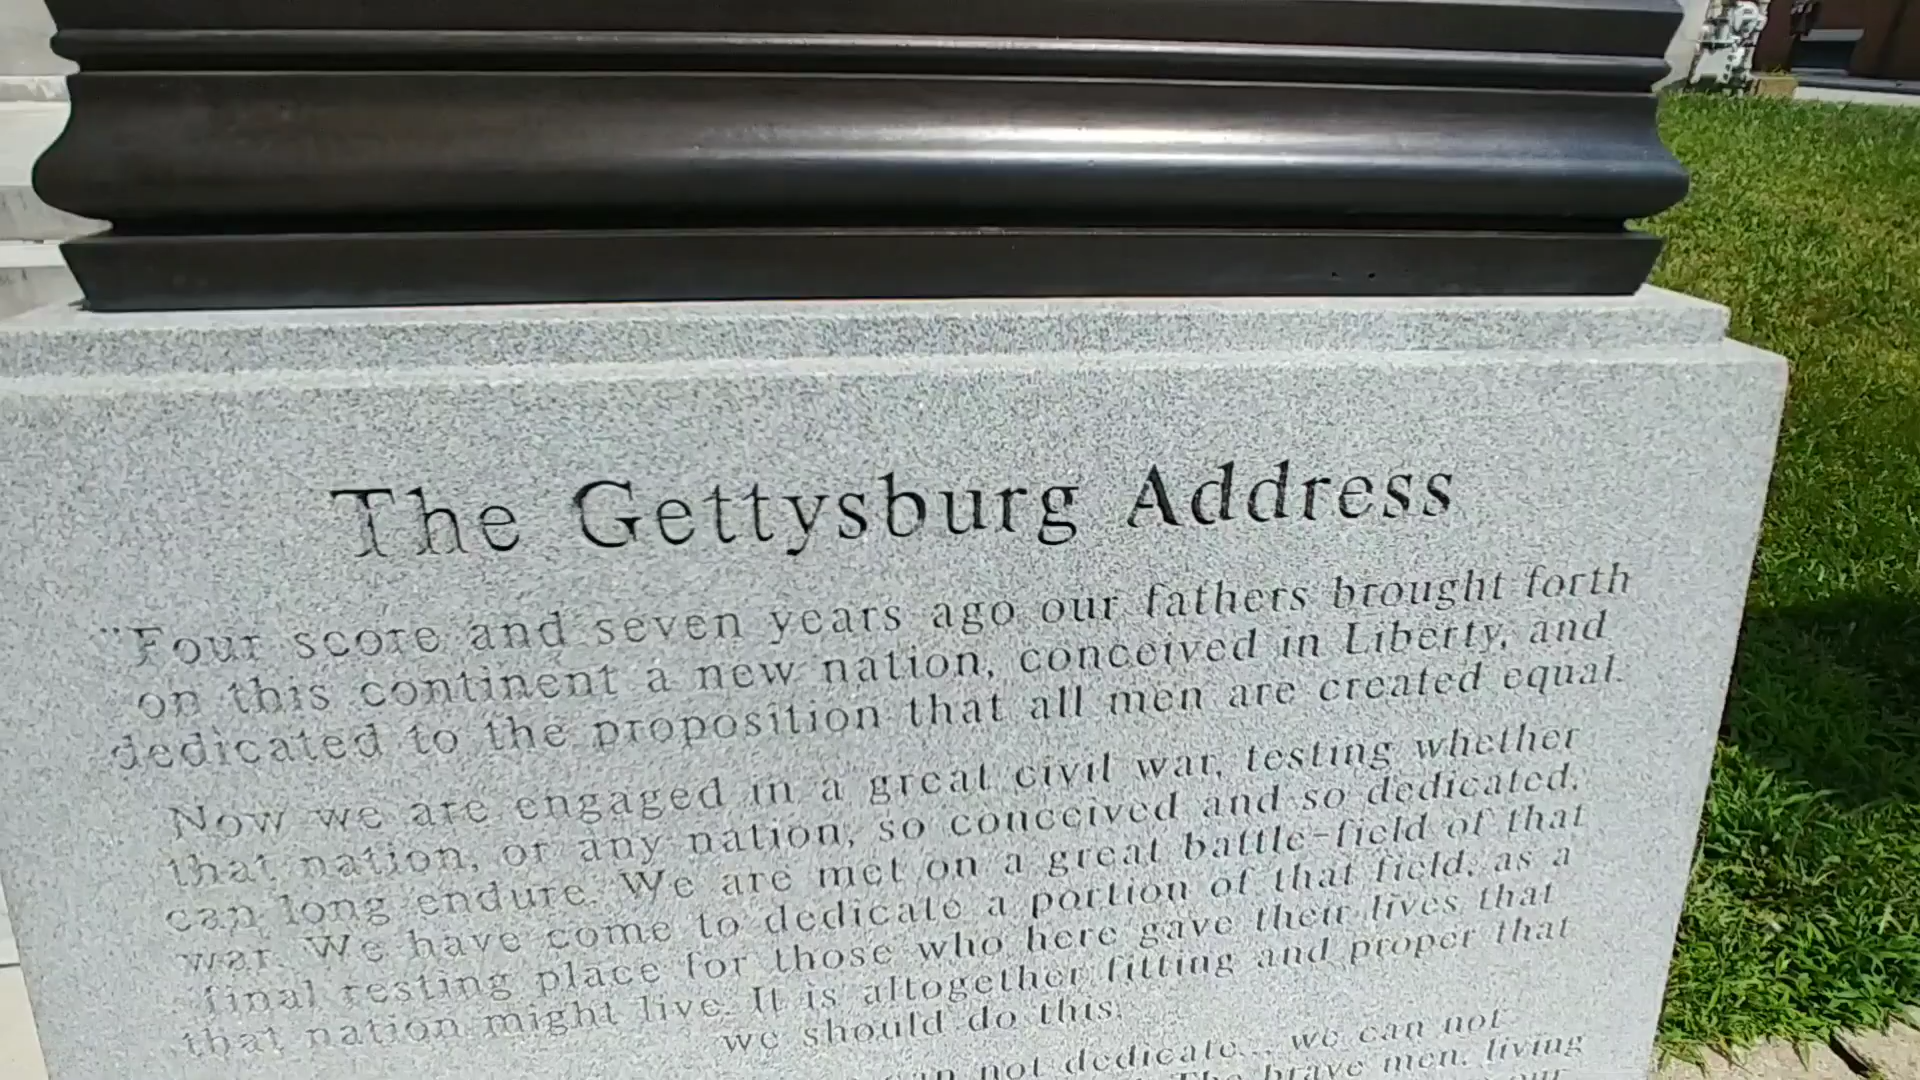 The Gettysburg Address
"Four score and seven years ago our fathers brought forth
on this continent a new nation, conceived in Liberty, and
dedicated to the proposition that all men are created equal.
Now we are engaged in a great civil war, testing whether
that nation, or any nation, so conceived and so dedicated,
can long endure. We are met on a great battle-field of that
war. We have come to dedicate a portion of that field, as a
final resting place for those who here gave their lives that
that nation might live. It is altogether fitting and proper that
we should do this.
not dedicate... we can not
The brave men, living
our